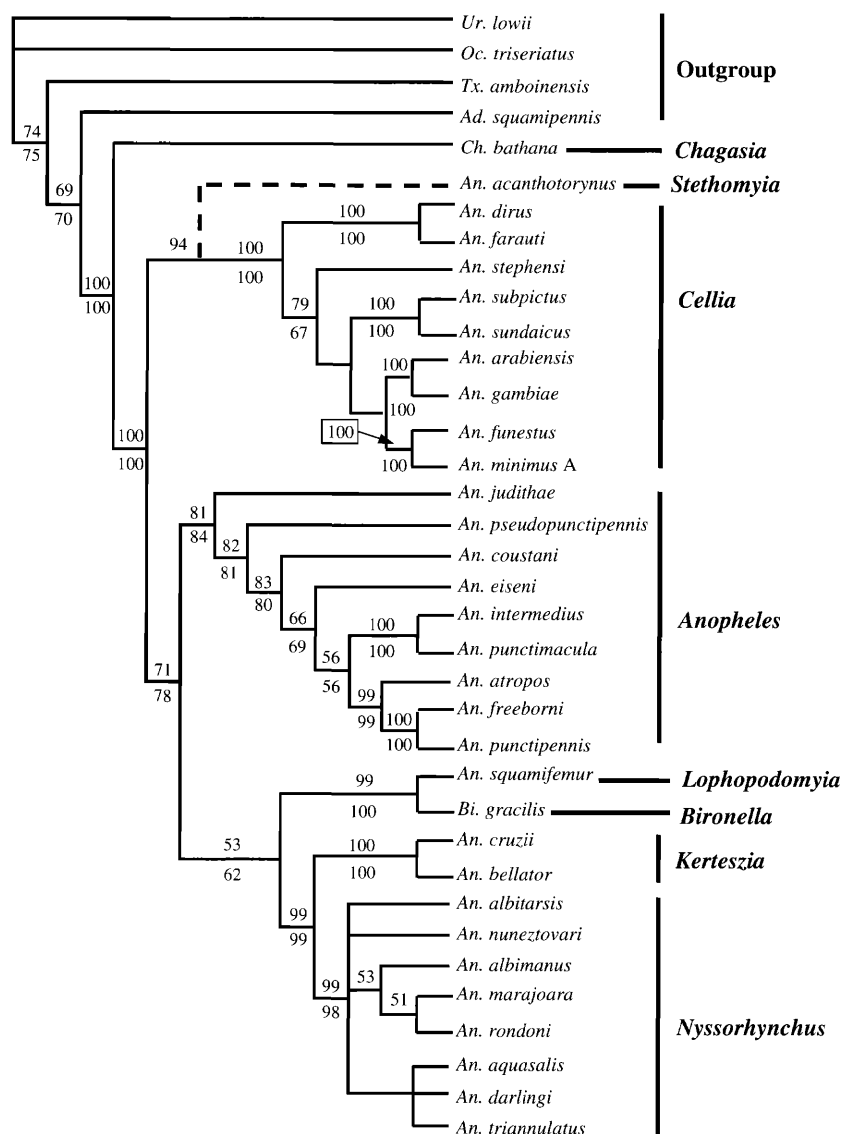 Ur. lowii
Oc. triseriatus
Outgroup
Tx. amboinensis
Ad. squamipennis
74
75
Ch. bathana
Chagasia
69
70
An. acanthotorynus
Stethomyia
An. dirus
100
100
An. farauti
94
100
100
An. stephensi
100
100
An. subpictus
Cellia
79
67
100
100
An. sundaicus
An. arabiensis
100
An. gambiae
100
100
An. funestus
100
100
An. minimus A
100
An. judithae
81
84
An. pseudopunctipennis
82
81
An. coustani
83
80
An. eiseni
66
69
An. intermedius
Anopheles
100
100
An. punctimacula
56
56
71
78
An. atropos
99
99
An. freeborni
100
100
An. punctipennis
An. squamifemur
Lophopodomyia
99
100
Bi. gracilis
Bironella
53
62
An. cruzii
100
100
Kerteszia
An. bellator
An. albitarsis
99
99
An. nuneztovari
An. albimanus
53
99
98
An. marajoara
51
An. rondoni
Nyssorhynchus
An. aquasalis
An. darlingi
An. triannulatus